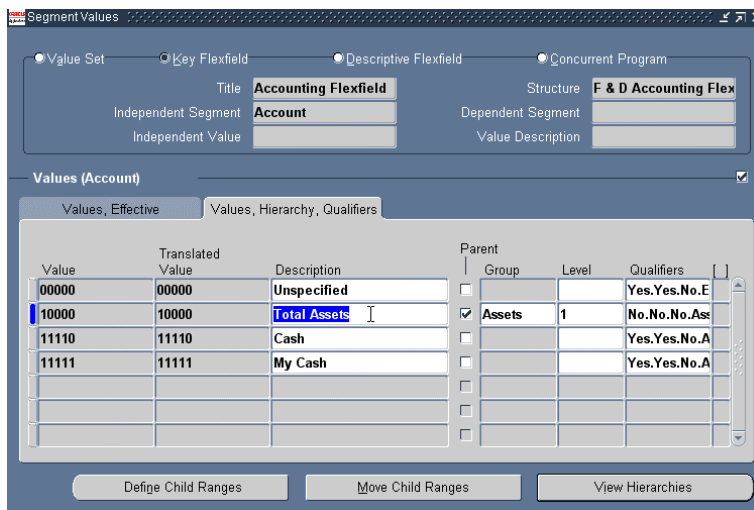 Segment Values
Value Set Key Flexfield Descriptive Flexfield Concurrent Program
Title Accounting Flexfield Structure F & D Accounting Flex
Independent Segment Account Dependent Segment
Independent Value Value Description
Values (Account)
Values, Effective Values, Hierarchy, Qualifiers
Translated Parent
Value Value Description Group Level Qualifiers [ ]
00000 00000 Unspecified Yes.Yes.No.E
10000 10000 Total Assets Assets 1 No.No.No.Ass
11110 11110 Cash Yes.Yes.No.A
11111 11111 My Cash Yes.Yes.No.A
Define Child Ranges Move Child Ranges View Hierarchies